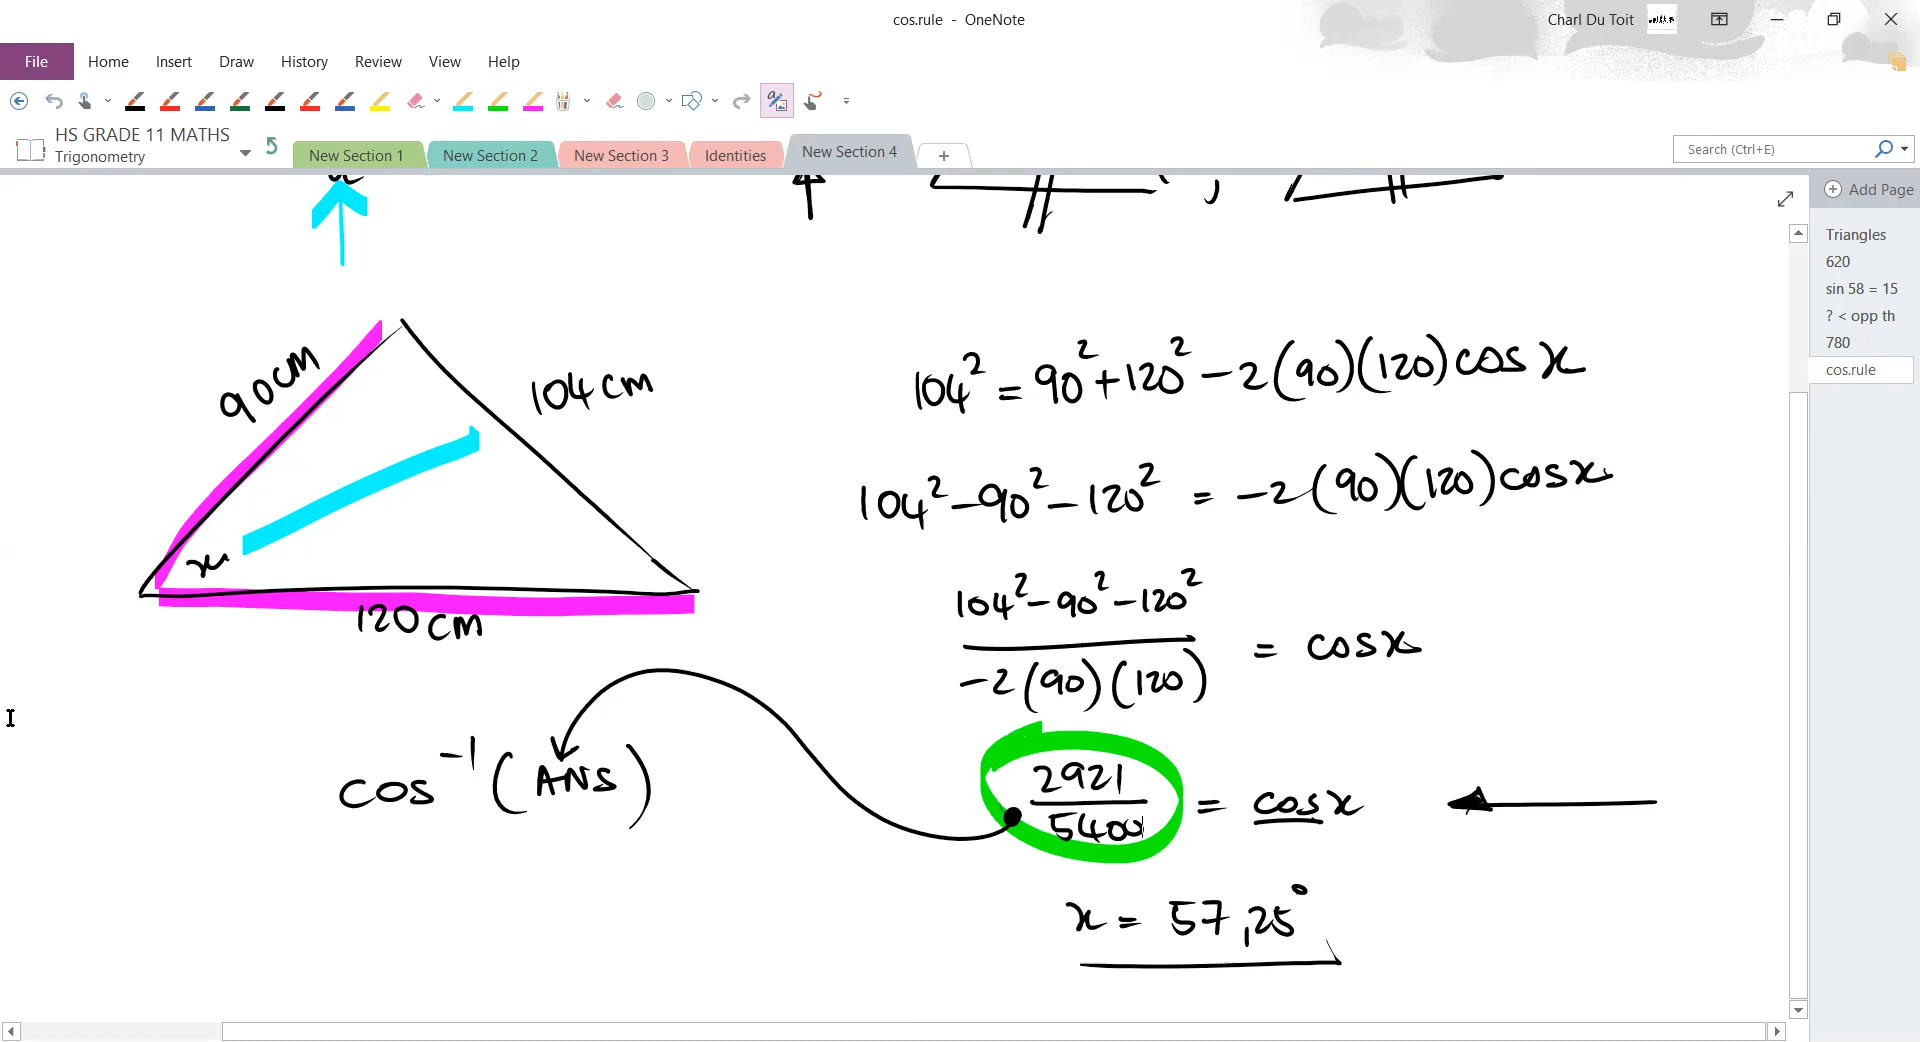 cos.rule - OneNote
Charl Du Toit
File Home Insert Draw History Review View Help
HS GRADE 11 MATHS
Trigonometry
New Section 1 New Section 2 New Section 3 Identities New Section 4 +
Search (Ctrl+E)
Add Page
Triangles
620
sin 58 = 15
? < opp th
780
cos.rule
90cm
104cm
x
120cm
104² = 90² + 120² - 2(90)(120)cos x
104² - 90² - 120² = -2(90)(120)cos x
104² - 90² - 120²
-2(90)(120)
= cos x
cos⁻¹(ANS)
2921
5400
= cos x
x = 57,25°